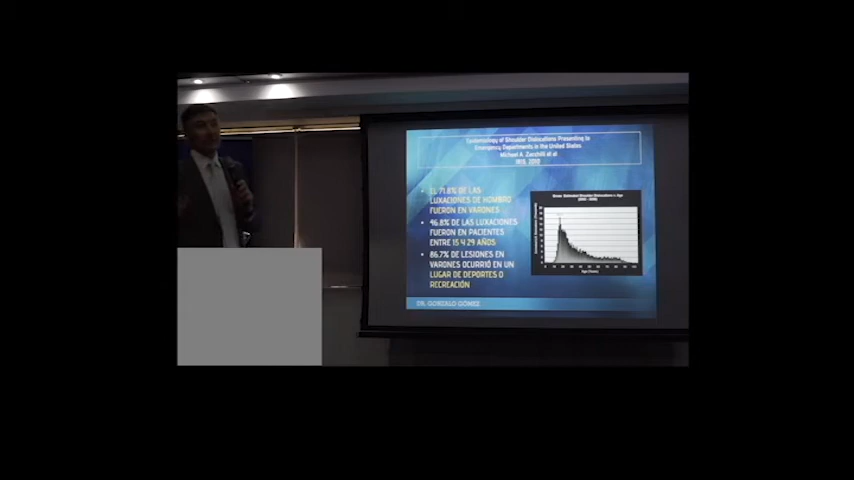 Epidemiology of Shoulder Dislocations Presenting to
Emergency Departments in the United States
Michael A. Zacchilli et al
JBJS, 2010
• EL 71.8% DE LAS
LUXACIONES DE HOMBRO
FUERON EN VARONES
• 46.8% DE LAS LUXACIONES
FUERON EN PACIENTES
ENTRE 15 Y 29 AÑOS
• 86.7% DE LESIONES EN
VARONES OCURRIÓ EN UN
LUGAR DE DEPORTES O
RECREACIÓN
Age (Years)
DR. GONZALO GÓMEZ